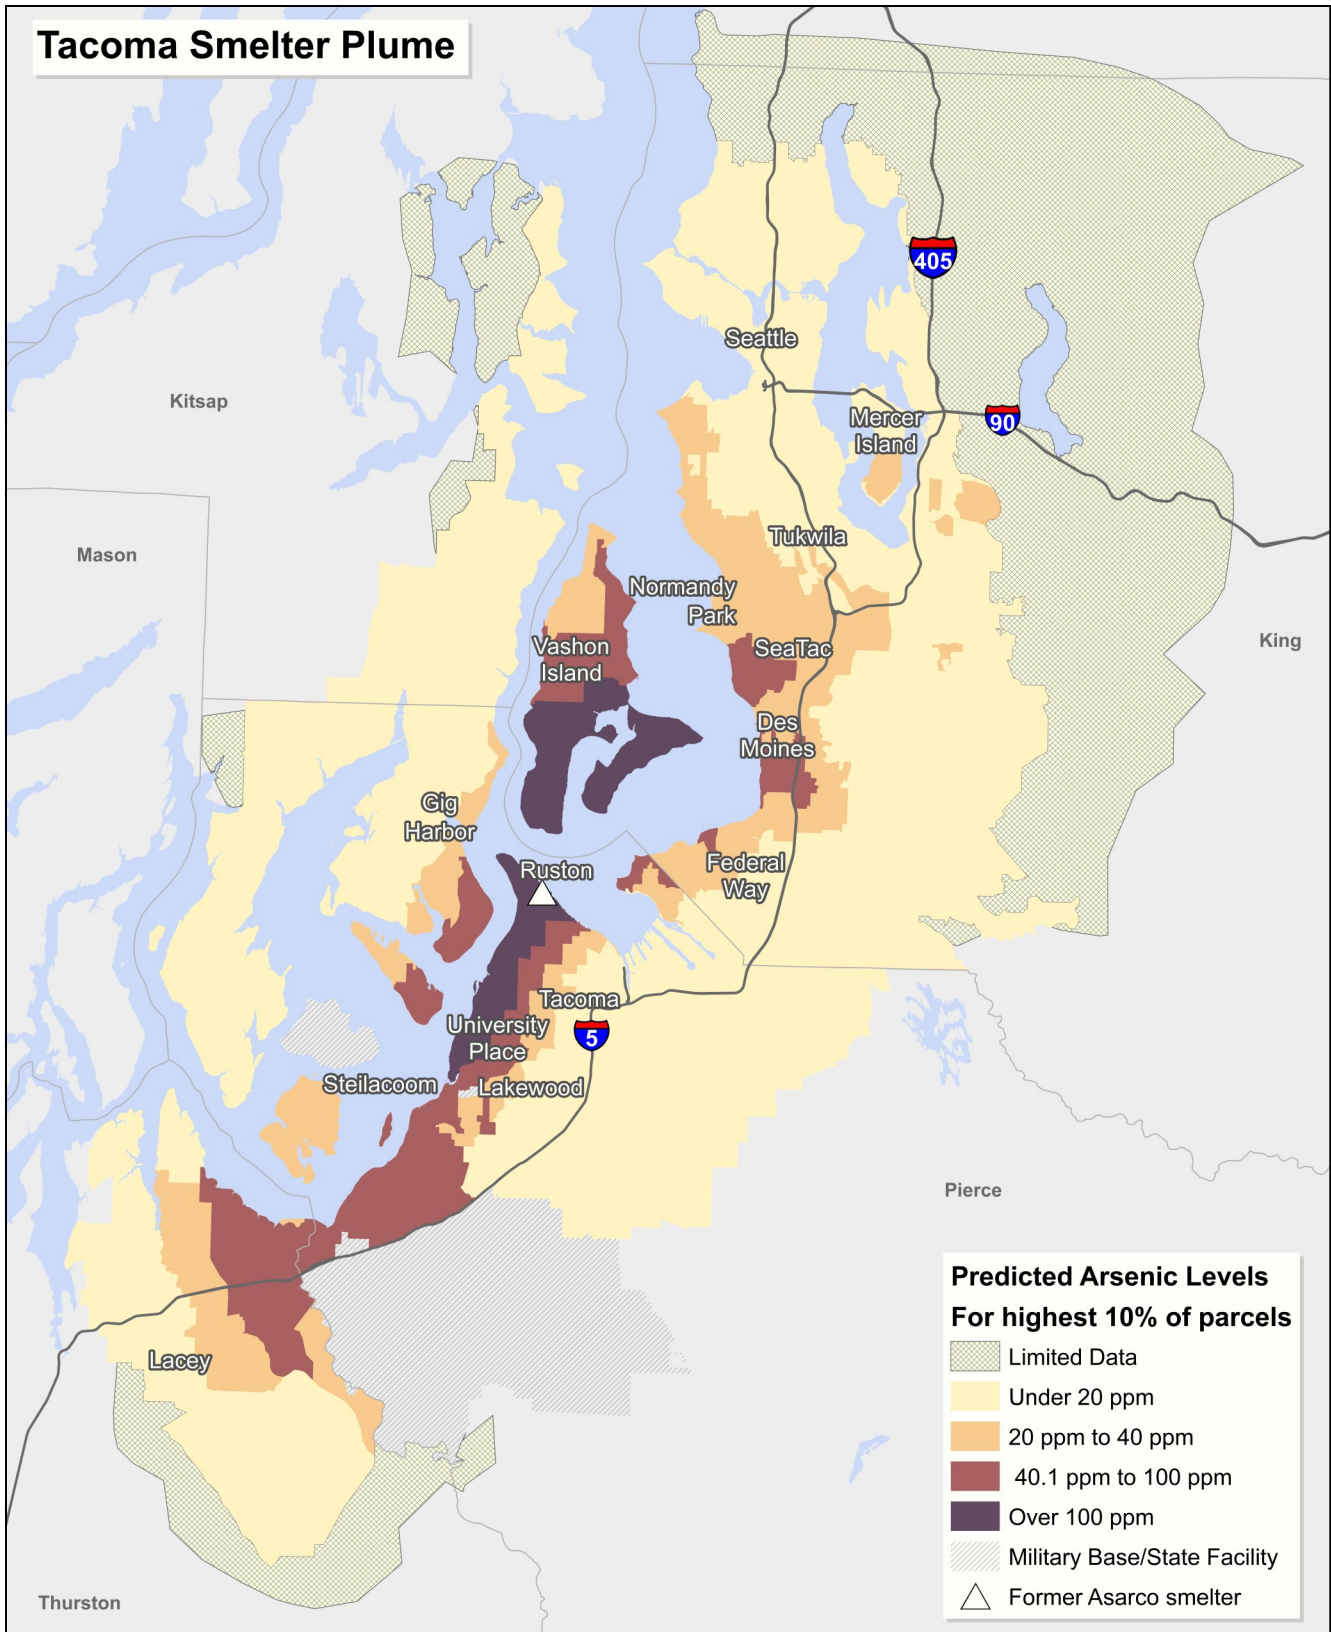 Tacoma Smelter Plume
405
Seattle
Kitsap
Mercer
Island
90
Tukwila
Mason
Normandy
Park
King
Vashon
Island
SeaTac
Des
Moines
Gig
Harbor
Ruston
Federal
Way
Tacoma
University
Place
5
Steilacoom
Lakewood
Pierce
Lacey
Thurston
Predicted Arsenic Levels
For highest 10% of parcels
Limited Data
Under 20 ppm
20 ppm to 40 ppm
40.1 ppm to 100 ppm
Over 100 ppm
Military Base/State Facility
Former Asarco smelter